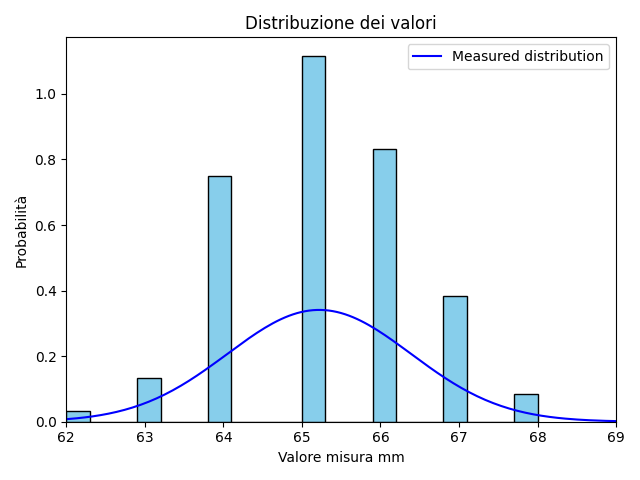 Distribuzione dei valori
Measured distribution
Probabilità
1.0
0.8
0.6
0.4
0.2
0.0
62 63 64 65 66 67 68 69
Valore misura mm